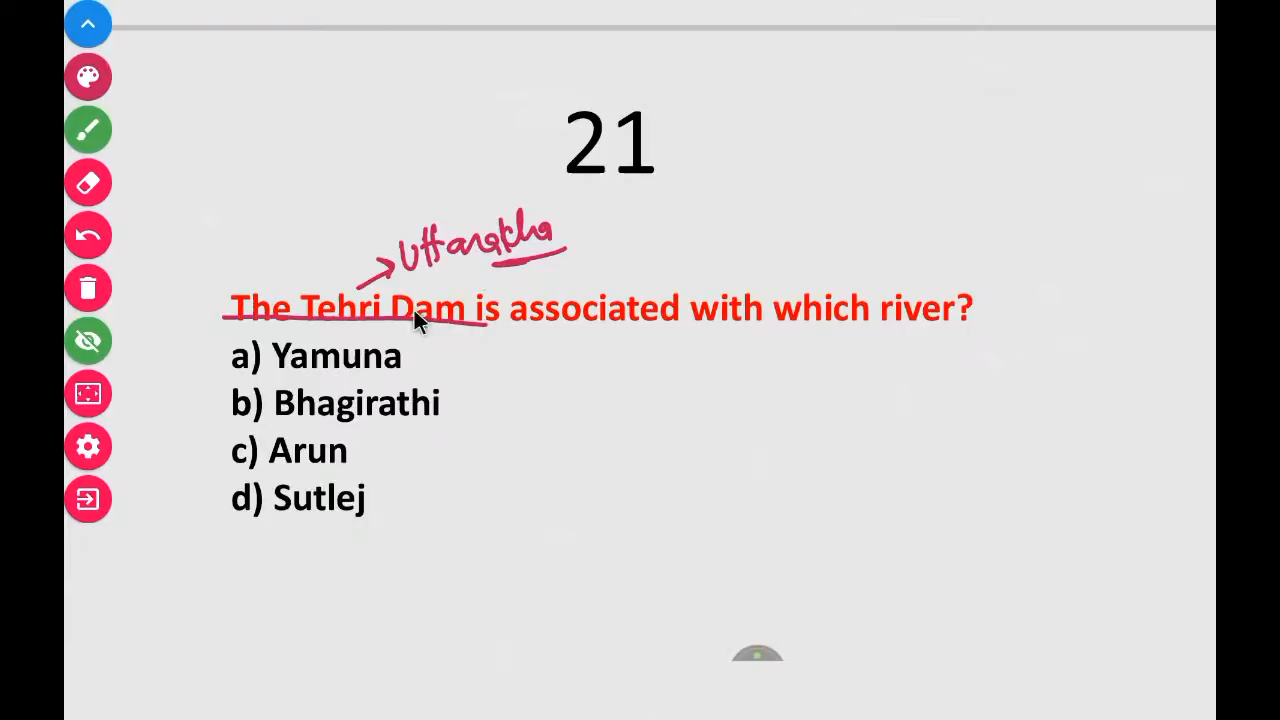 21
Uttarakha
The Tehri Dam is associated with which river?
a) Yamuna
b) Bhagirathi
c) Arun
d) Sutlej